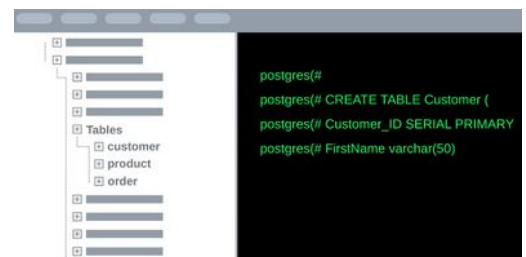 Tables
customer
product
order
postgres(#
postgres(# CREATE TABLE Customer (
postgres(# Customer_ID SERIAL PRIMARY
postgres(# FirstName varchar(50)